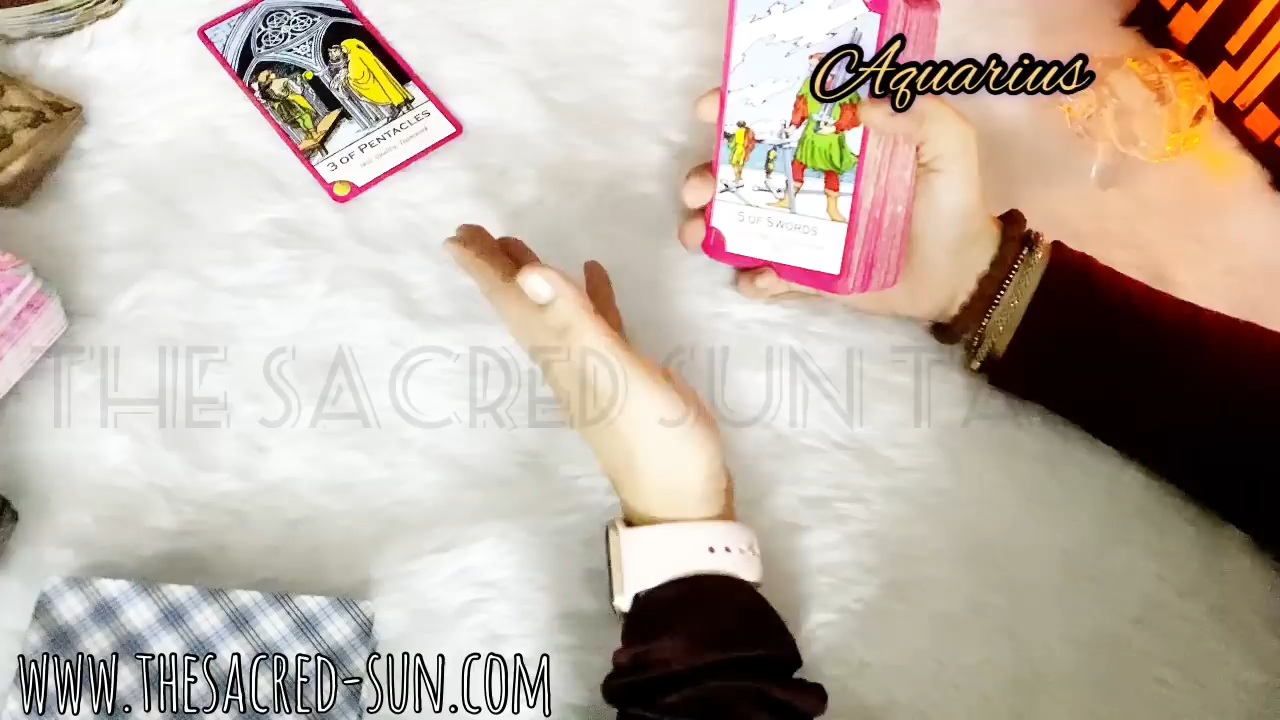 Aquarius
3 OF PENTACLES
5 OF SWORDS
THE SACRED SUN TA
WWW.THESACRED-SUN.COM